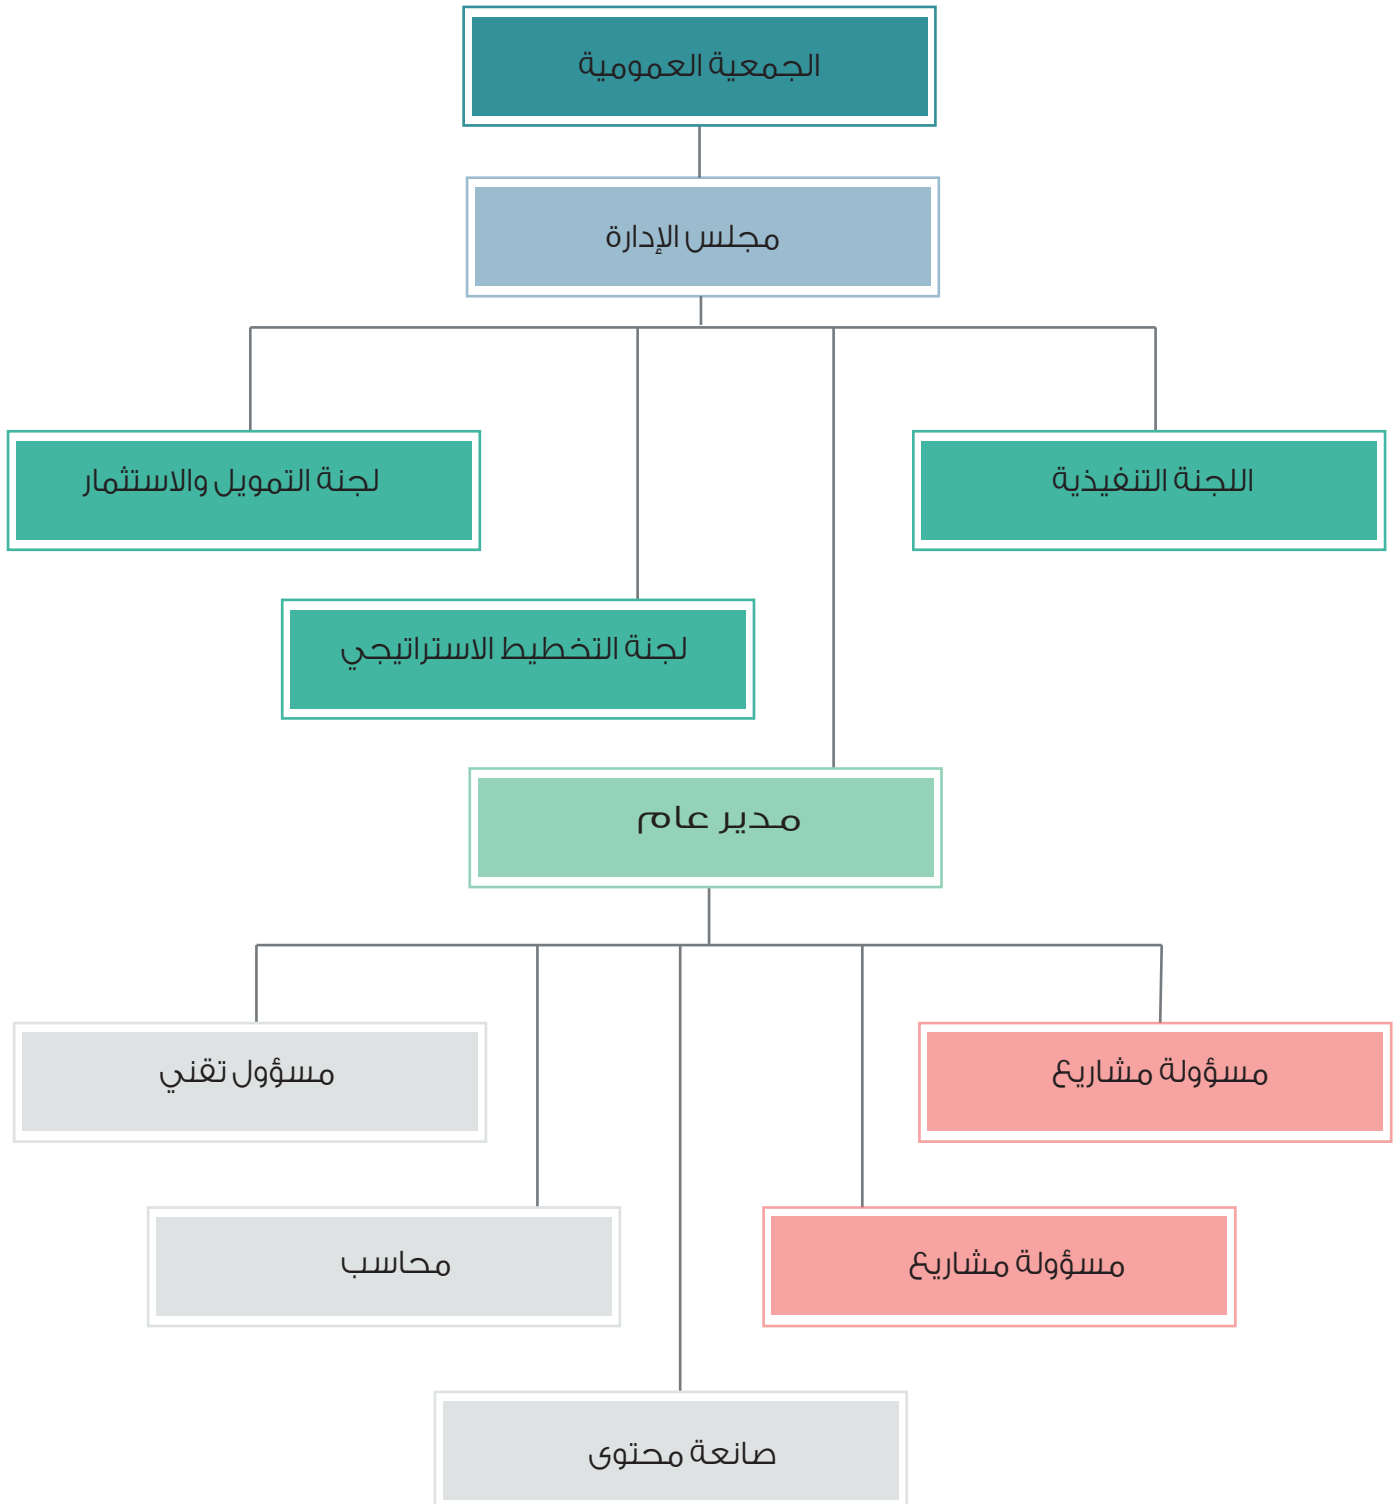 الجمعية العمومية
مجلس الإدارة
اللجنة التنفيذية
لجنة التمويل والاستثمار
لجنة التخطيط الاستراتيجي
مدير عام
مسؤولة مشاريع
مسؤول تقني
مسؤولة مشاريع
محاسب
صانعة محتوى